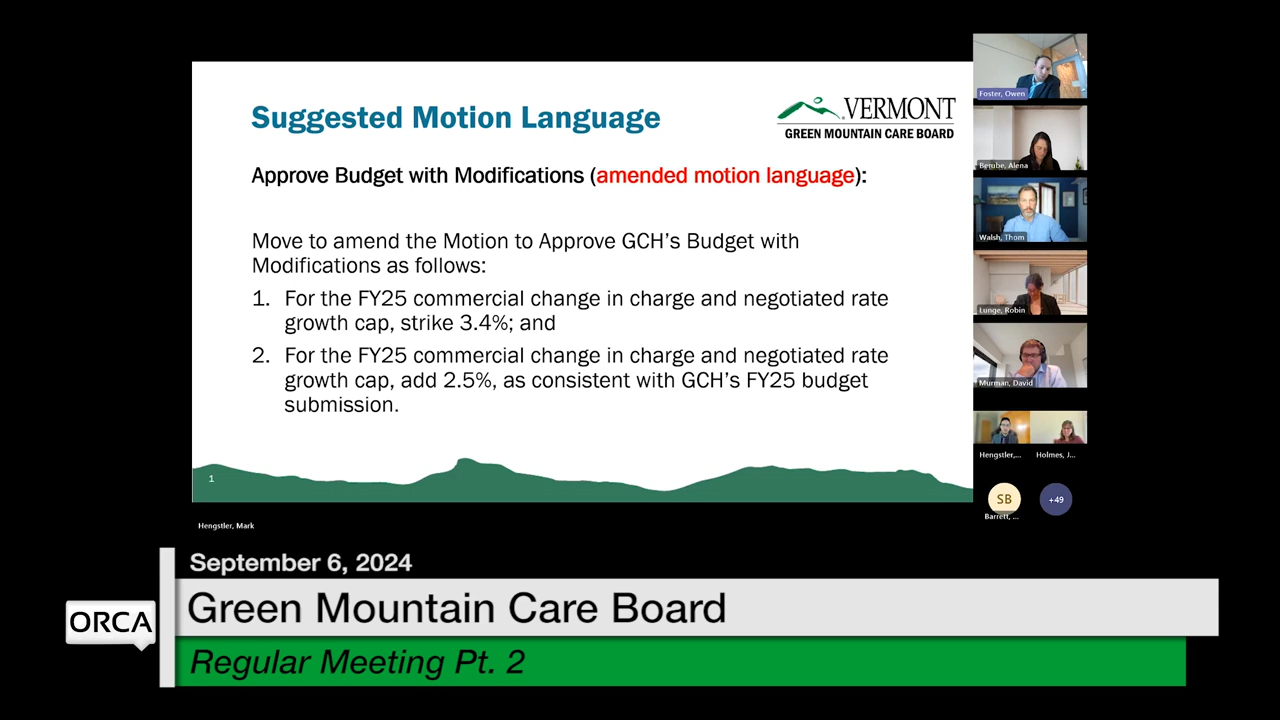 Suggested Motion Language
VERMONT
GREEN MOUNTAIN CARE BOARD
Approve Budget with Modifications (amended motion language):
Move to amend the Motion to Approve GCH's Budget with
Modifications as follows:
1. For the FY25 commercial change in charge and negotiated rate
growth cap, strike 3.4%; and
2. For the FY25 commercial change in charge and negotiated rate
growth cap, add 2.5%, as consistent with GCH's FY25 budget
submission.
1
Hengstler, Mark
Foster, Owen
Berube, Alena
Walsh, Thom
Lunge, Robin
Murman, David
Hengstler,...
Holmes, J...
SB
Barrett, ...
+49
September 6, 2024
ORCA
Green Mountain Care Board
Regular Meeting Pt. 2